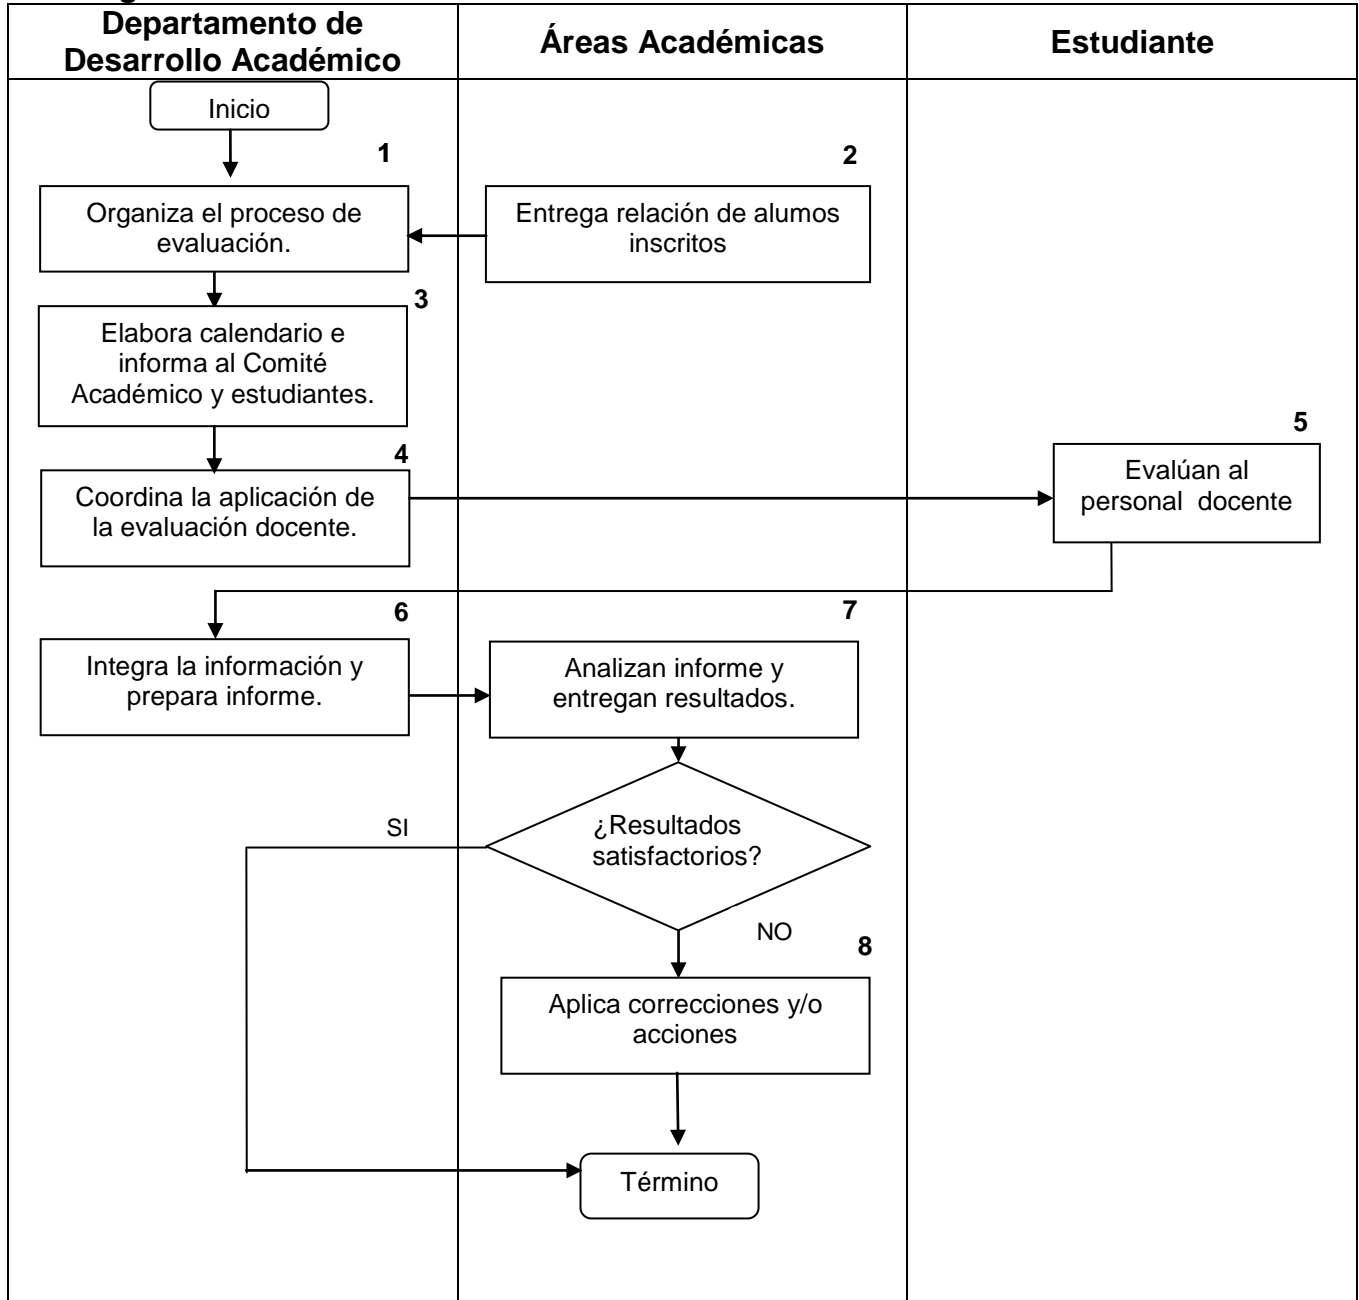 Departamento de
Desarrollo Académico
Áreas Académicas
Estudiante
Inicio
1
2
Organiza el proceso de
evaluación.
Entrega relación de alumos
inscritos
3
Elabora calendario e
informa al Comité
Académico y estudiantes.
4
5
Coordina la aplicación de
la evaluación docente.
Evalúan al
personal docente
6
7
Integra la información y
prepara informe.
Analizan informe y
entregan resultados.
SI
¿Resultados
satisfactorios?
NO
8
Aplica correcciones y/o
acciones
Término